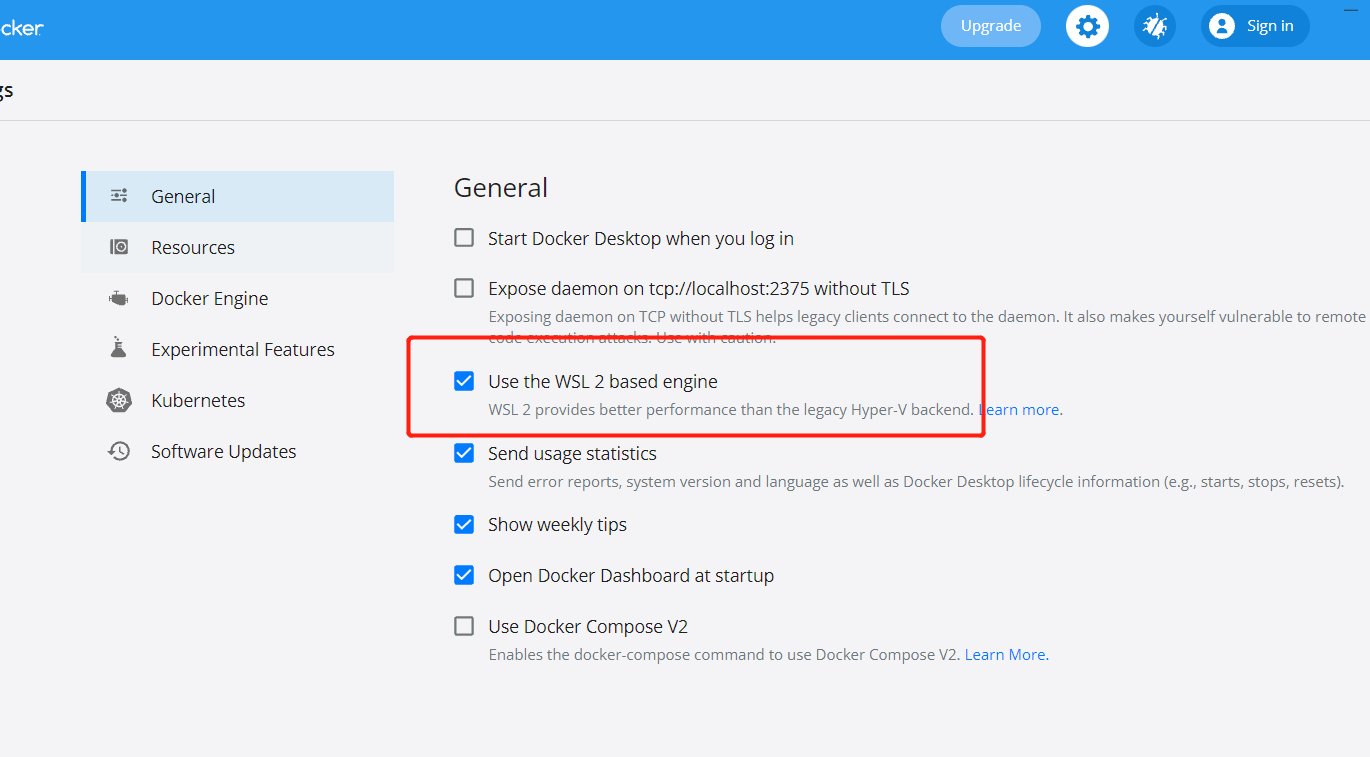 cker
Upgrade
Sign in
gs
General
Resources
Docker Engine
Experimental Features
Kubernetes
Software Updates
General
Start Docker Desktop when you log in
Expose daemon on tcp://localhost:2375 without TLS
Exposing daemon on TCP without TLS helps legacy clients connect to the daemon. It also makes yourself vulnerable to remote
code execution attacks. Use with caution.
Use the WSL 2 based engine
WSL 2 provides better performance than the legacy Hyper-V backend. Learn more.
Send usage statistics
Send error reports, system version and language as well as Docker Desktop lifecycle information (e.g., starts, stops, resets).
Show weekly tips
Open Docker Dashboard at startup
Use Docker Compose V2
Enables the docker-compose command to use Docker Compose V2. Learn More.